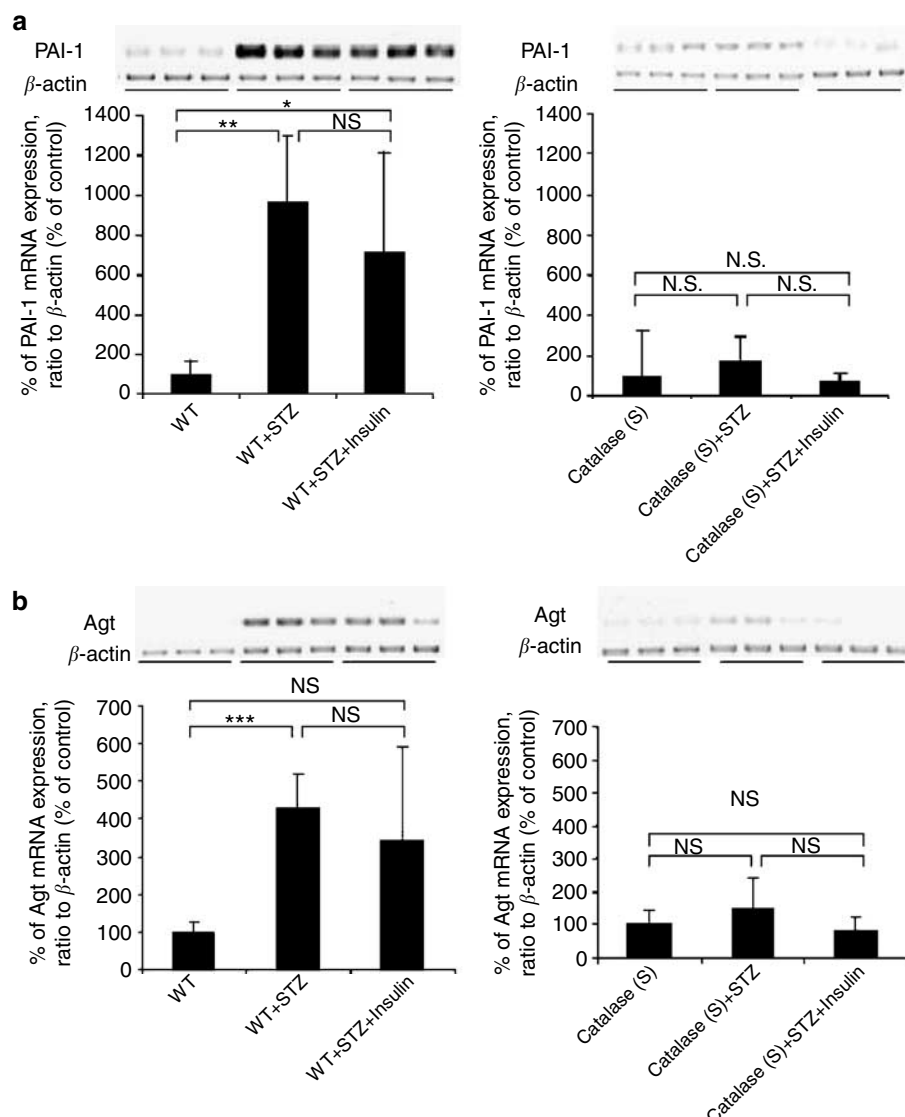 a
PAI-1
β-actin
% of PAI-1 mRNA expression,
ratio to β-actin (% of control)
1400
1200
1000
800
600
400
200
0
*
**
NS
WT
WT+STZ
WT+STZ+Insulin
PAI-1
β-actin
% of PAI-1 mRNA expression,
ratio to β-actin (% of control)
1400
1200
1000
800
600
400
200
0
N.S.
N.S.
N.S.
Catalase (S)
Catalase (S)+STZ
Catalase (S)+STZ+Insulin
b
Agt
β-actin
% of Agt mRNA expression,
ratio to β-actin (% of control)
700
600
500
400
300
200
100
0
NS
***
NS
WT
WT+STZ
WT+STZ+Insulin
Agt
β-actin
% of Agt mRNA expression,
ratio to β-actin (% of control)
700
600
500
400
300
200
100
0
NS
NS
NS
Catalase (S)
Catalase (S)+STZ
Catalase (S)+STZ+Insulin